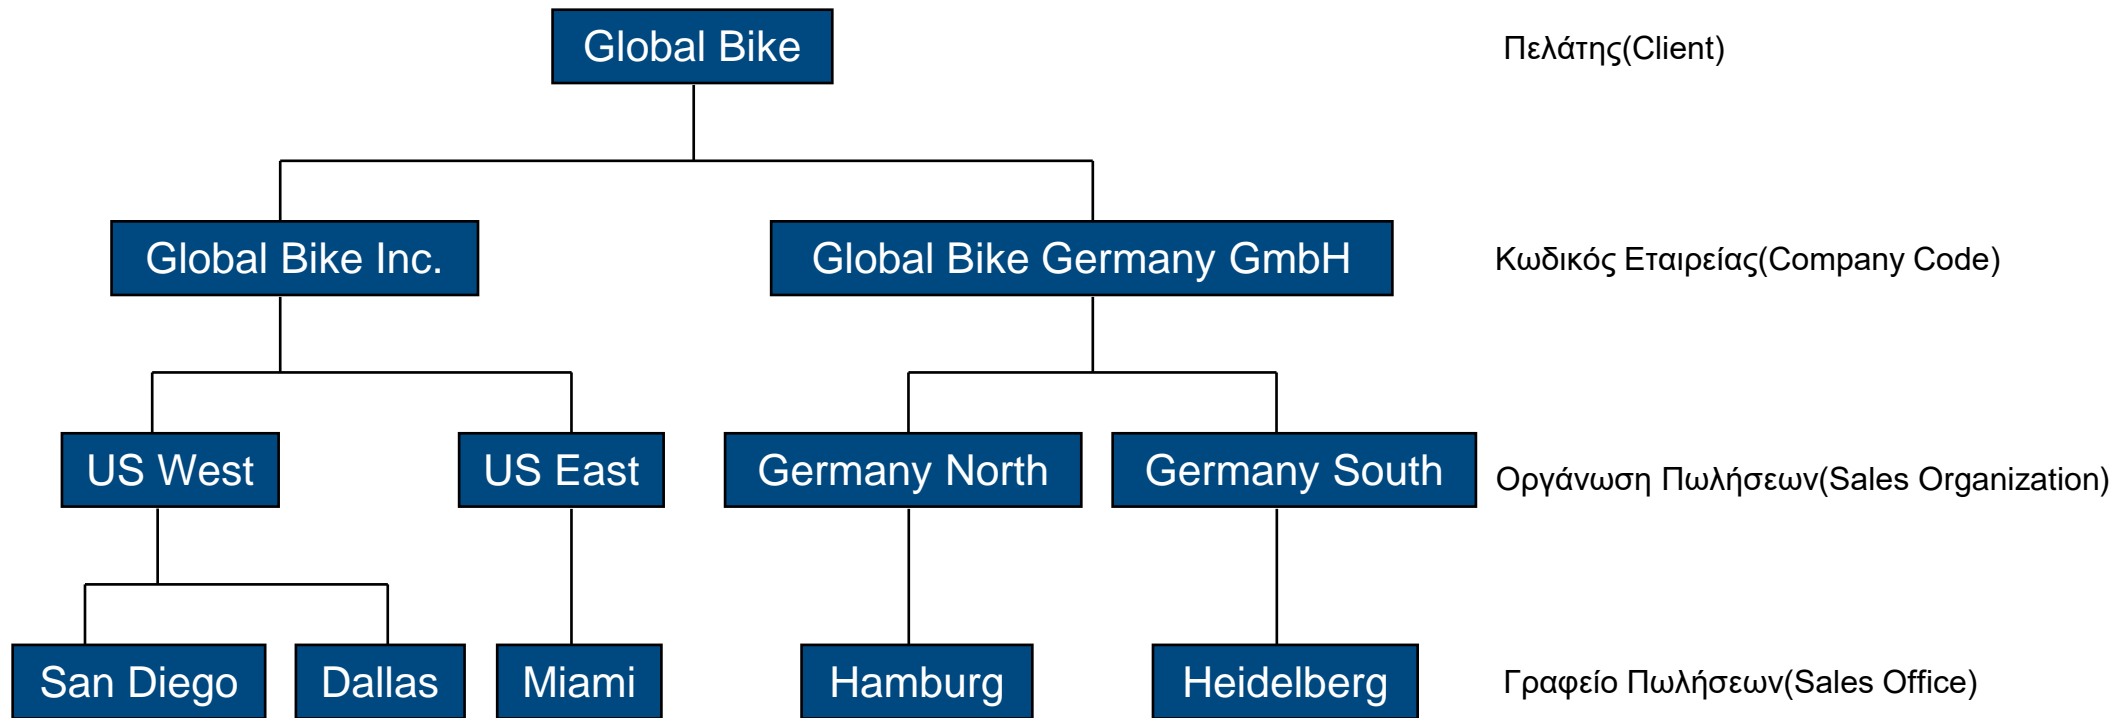 Global Bike
Πελάτης(Client)
Global Bike Inc.
Global Bike Germany GmbH
Κωδικός Εταιρείας(Company Code)
US West
US East
Germany North
Germany South
Οργάνωση Πωλήσεων(Sales Organization)
San Diego
Dallas
Miami
Hamburg
Heidelberg
Γραφείο Πωλήσεων(Sales Office)